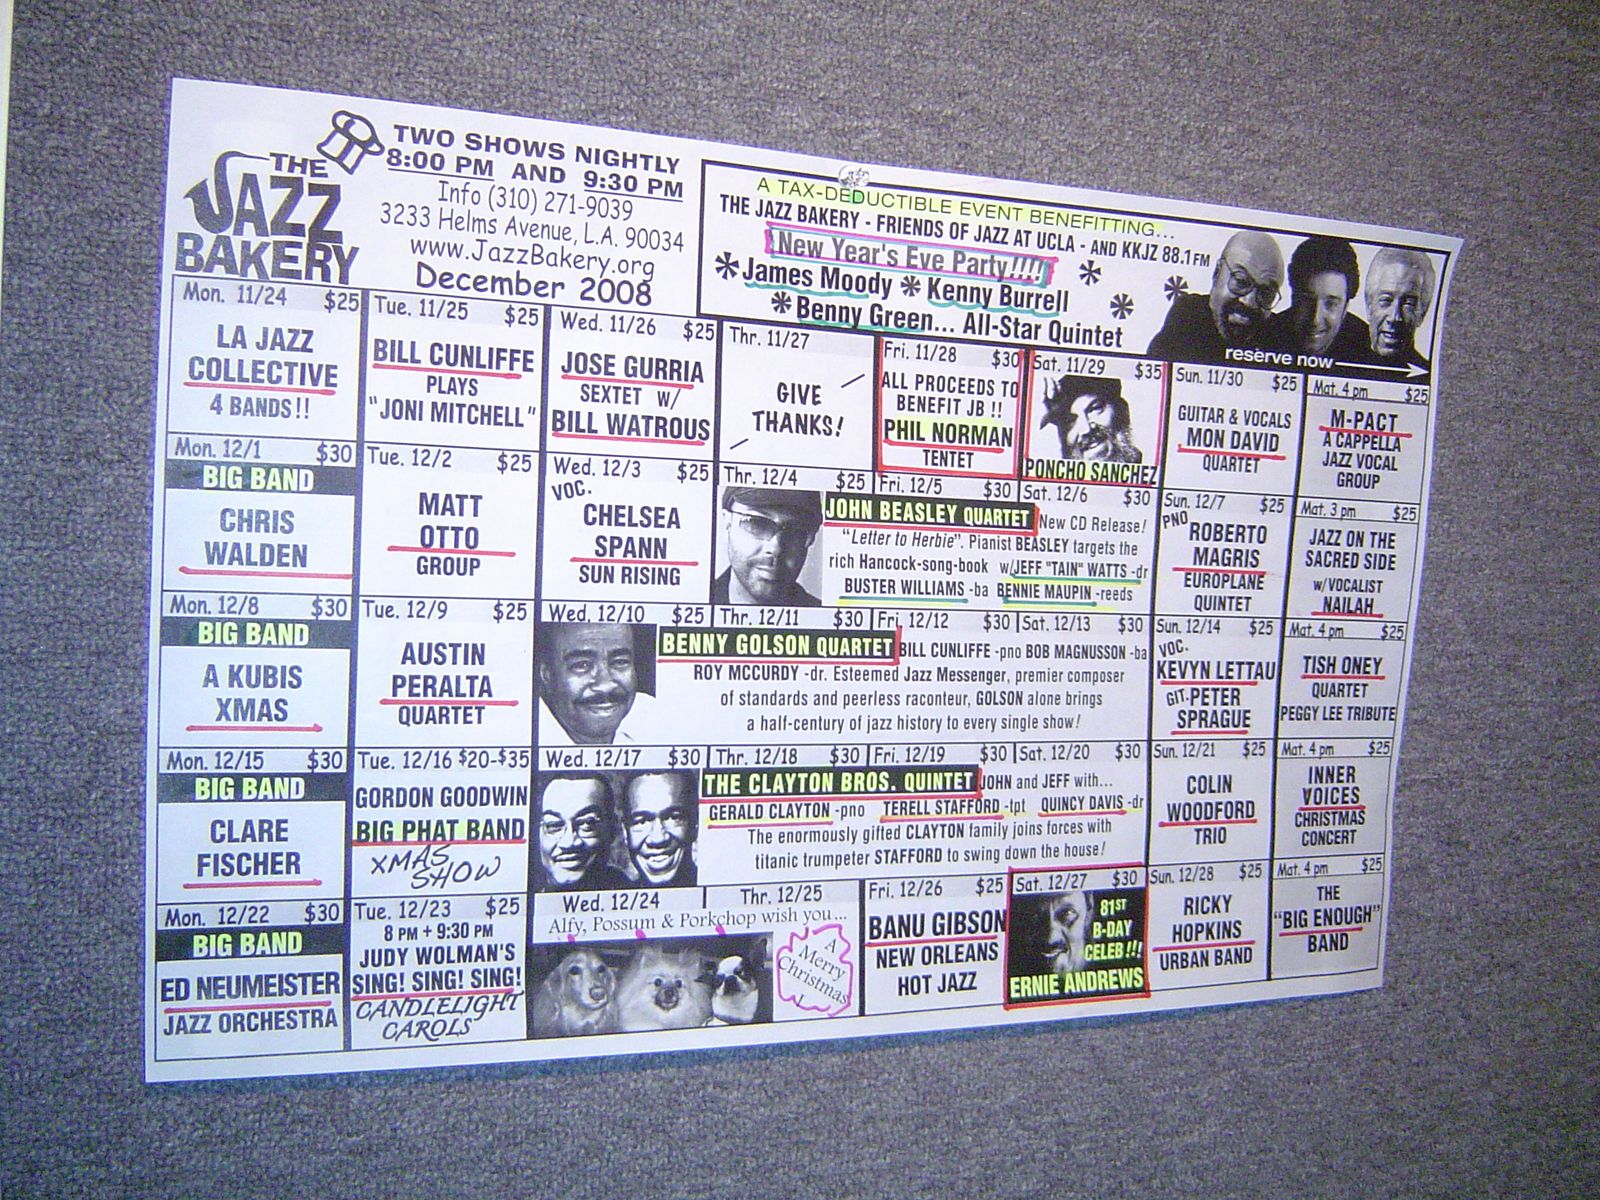 THE
JAZZ
BAKERY
TWO SHOWS NIGHTLY
8:00 PM AND 9:30 PM
Info (310) 271-9039
3233 Helms Avenue, L.A. 90034
www.JazzBakery.org
December 2008
A TAX-DEDUCTIBLE EVENT BENEFITTING...
THE JAZZ BAKERY - FRIENDS OF JAZZ AT UCLA - AND KKJZ 88.1 FM
New Year's Eve Party!!!!
* James Moody * Kenny Burrell
* Benny Green... All-Star Quintet
reserve now
Mon. 11/24 $25
LA JAZZ
COLLECTIVE
4 BANDS!!
Tue. 11/25 $25
BILL CUNLIFFE
PLAYS
"JONI MITCHELL"
Wed. 11/26 $25
JOSE GURRIA
SEXTET W/
BILL WATROUS
Thr. 11/27
GIVE
THANKS!
Fri. 11/28 $30
ALL PROCEEDS TO
BENEFIT JB !!
PHIL NORMAN
TENTET
Sat. 11/29 $35
PONCHO SANCHEZ
Sun. 11/30 $25
GUITAR & VOCALS
MON DAVID
QUARTET
Mat. 4 pm $25
M-PACT
A CAPPELLA
JAZZ VOCAL
GROUP
Mon. 12/1 $30
BIG BAND
CHRIS
WALDEN
Tue. 12/2 $25
MATT
OTTO
GROUP
Wed. 12/3 $25
VOC.
CHELSEA
SPANN
SUN RISING
Thr. 12/4 $25
Fri. 12/5 $30
Sat. 12/6 $30
JOHN BEASLEY QUARTET New CD Release!
"Letter to Herbie". Pianist BEASLEY targets the
rich Hancock-song-book w/JEFF "TAIN" WATTS -dr
BUSTER WILLIAMS -ba BENNIE MAUPIN -reeds
Sun. 12/7 $25
PNO
ROBERTO
MAGRIS
EUROPLANE
QUINTET
Mat. 3 pm $25
JAZZ ON THE
SACRED SIDE
W/VOCALIST
NAILAH
Mon. 12/8 $30
BIG BAND
A KUBIS
XMAS
Tue. 12/9 $25
AUSTIN
PERALTA
QUARTET
Wed. 12/10 $25
Thr. 12/11 $30
Fri. 12/12 $30
Sat. 12/13 $30
BENNY GOLSON QUARTET BILL CUNLIFFE -pno BOB MAGNUSSON -ba
ROY MCCURDY -dr. Esteemed Jazz Messenger, premier composer
of standards and peerless raconteur, GOLSON alone brings
a half-century of jazz history to every single show!
Sun. 12/14 $25
VOC.
KEVYN LETTAU
GIT. PETER
SPRAGUE
Mat. 4 pm $25
TISH ONEY
QUARTET
PEGGY LEE TRIBUTE
Mon. 12/15 $30
BIG BAND
CLARE
FISCHER
Tue. 12/16 $20-$35
GORDON GOODWIN
BIG PHAT BAND
XMAS
SHOW
Wed. 12/17 $30
Thr. 12/18 $30
Fri. 12/19 $30
Sat. 12/20 $30
THE CLAYTON BROS. QUINTET JOHN and JEFF with...
GERALD CLAYTON -pno TERELL STAFFORD -tpt QUINCY DAVIS -dr
The enormously gifted CLAYTON family joins forces with
titanic trumpeter STAFFORD to swing down the house!
Sun. 12/21 $25
COLIN
WOODFORD
TRIO
Mat. 4 pm $25
INNER
VOICES
CHRISTMAS
CONCERT
Mon. 12/22 $30
BIG BAND
ED NEUMEISTER
JAZZ ORCHESTRA
Tue. 12/23 $25
8 PM + 9:30 PM
JUDY WOLMAN'S
SING! SING! SING!
CANDLELIGHT
CAROLS
Wed. 12/24
Thr. 12/25
Alfy, Possum & Porkchop wish you...
A
Merry
Christmas
!
Fri. 12/26 $25
BANU GIBSON
NEW ORLEANS
HOT JAZZ
Sat. 12/27 $30
81ST
B-DAY
CELEB!!!
ERNIE ANDREWS
Sun. 12/28 $25
RICKY
HOPKINS
URBAN BAND
Mat. 4 pm $25
THE
"BIG ENOUGH"
BAND